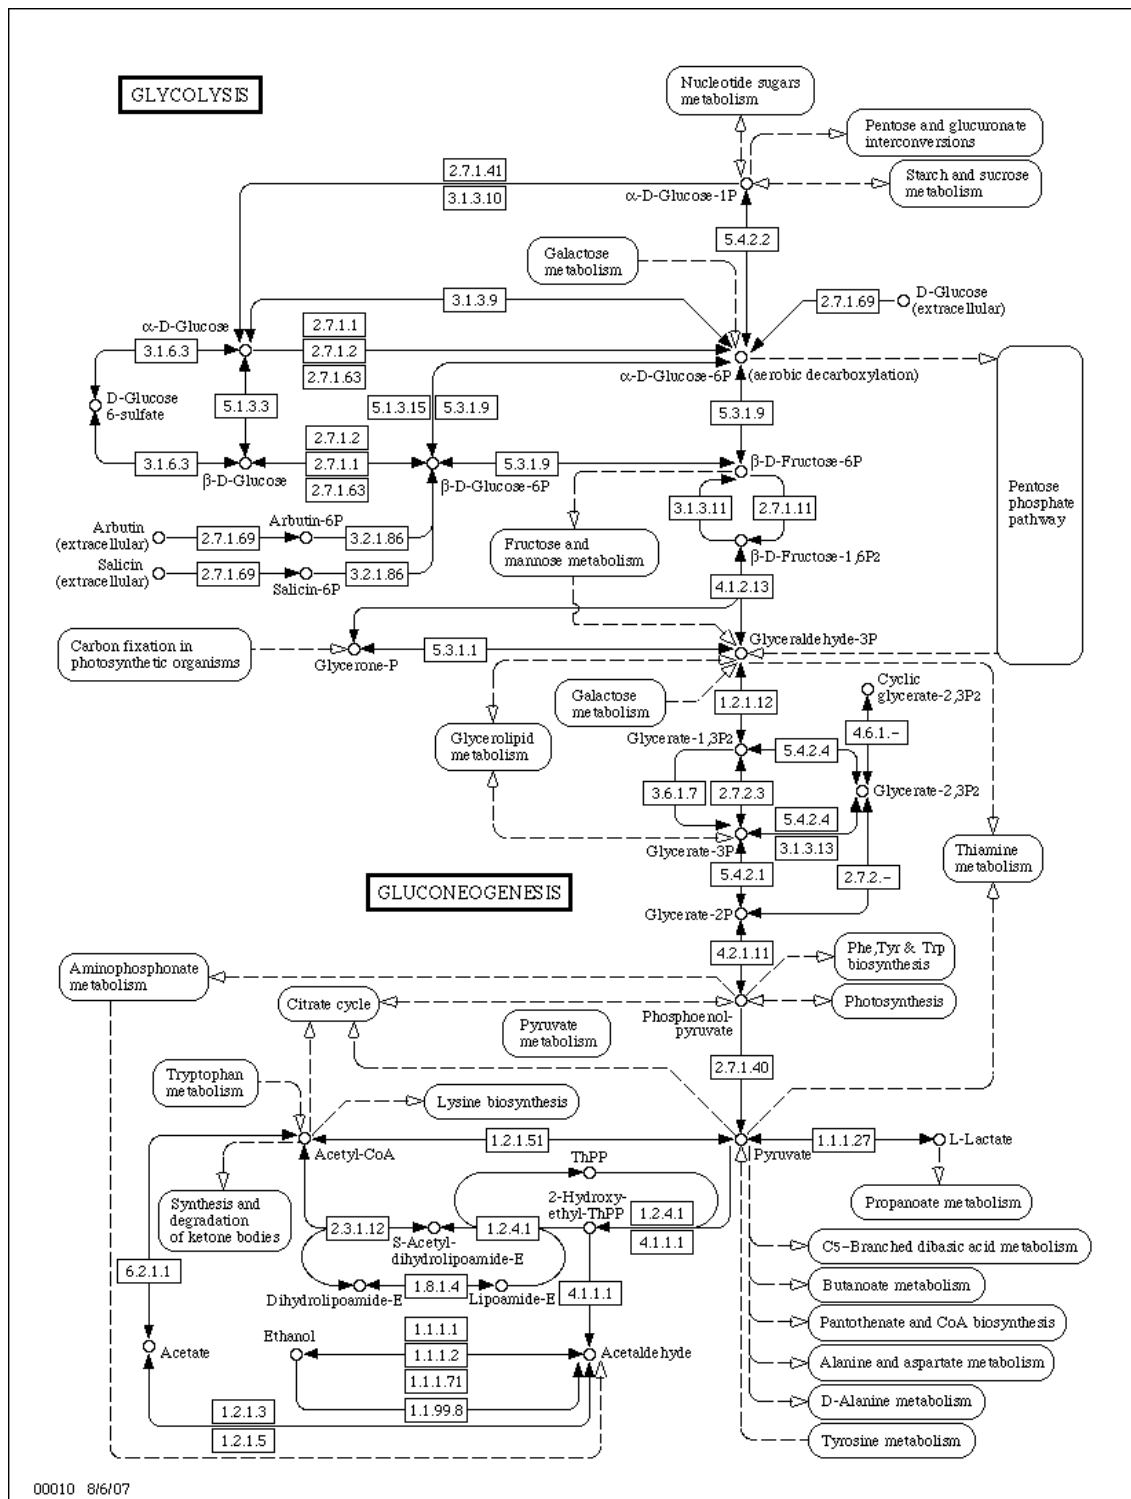 GLYCOLYSIS
Nucleotide sugars
metabolism
Pentose and glucuronate
interconversions
Starch and sucrose
metabolism
2.7.1.41
3.1.3.10
α-D-Glucose-1P
5.4.2.2
Galactose
metabolism
3.1.3.9
2.7.1.69
D-Glucose
(extracellular)
α-D-Glucose
2.7.1.1
2.7.1.2
2.7.1.63
3.1.6.3
α-D-Glucose-6P
(aerobic decarboxylation)
D-Glucose
6-sulfate
5.1.3.3
5.1.3.15
5.3.1.9
5.3.1.9
3.1.6.3
β-D-Glucose
2.7.1.2
2.7.1.1
2.7.1.63
β-D-Glucose-6P
5.3.1.9
β-D-Fructose-6P
Pentose
phosphate
pathway
3.1.3.11
2.7.1.11
Arbutin
(extracellular)
2.7.1.69
Arbutin-6P
3.2.1.86
Fructose and
mannose metabolism
β-D-Fructose-1,6P2
Salicin
(extracellular)
2.7.1.69
Salicin-6P
3.2.1.86
4.1.2.13
Carbon fixation in
photosynthetic organisms
Glycerone-P
5.3.1.1
Glyceraldehyde-3P
Galactose
metabolism
1.2.1.12
Cyclic
glycerate-2,3P2
Glycerolipid
metabolism
Glycerate-1,3P2
5.4.2.4
4.6.1.-
3.6.1.7
2.7.2.3
Glycerate-2,3P2
5.4.2.4
3.1.3.13
Glycerate-3P
Thiamine
metabolism
5.4.2.1
2.7.2.-
GLUCONEOGENESIS
Glycerate-2P
4.2.1.11
Phe,Tyr & Trp
biosynthesis
Aminophosphonate
metabolism
Citrate cycle
Photosynthesis
Phosphoenol-
pyruvate
Pyruvate
metabolism
2.7.1.40
Tryptophan
metabolism
Lysine biosynthesis
Acetyl-CoA
1.2.1.51
Pyruvate
1.1.1.27
L-Lactate
ThPP
Synthesis and
degradation
of ketone bodies
2-Hydroxy-
ethyl-ThPP
1.2.4.1
4.1.1.1
Propanoate metabolism
2.3.1.12
1.2.4.1
S-Acetyl-
dihydrolipoamide-E
C5-Branched dibasic acid metabolism
6.2.1.1
Dihydrolipoamide-E
1.8.1.4
Lipoamide-E
4.1.1.1
Butanoate metabolism
Pantothenate and CoA biosynthesis
Acetate
Ethanol
1.1.1.1
1.1.1.2
1.1.1.71
1.1.99.8
Acetaldehyde
Alanine and aspartate metabolism
D-Alanine metabolism
1.2.1.3
1.2.1.5
Tyrosine metabolism
00010 8/6/07